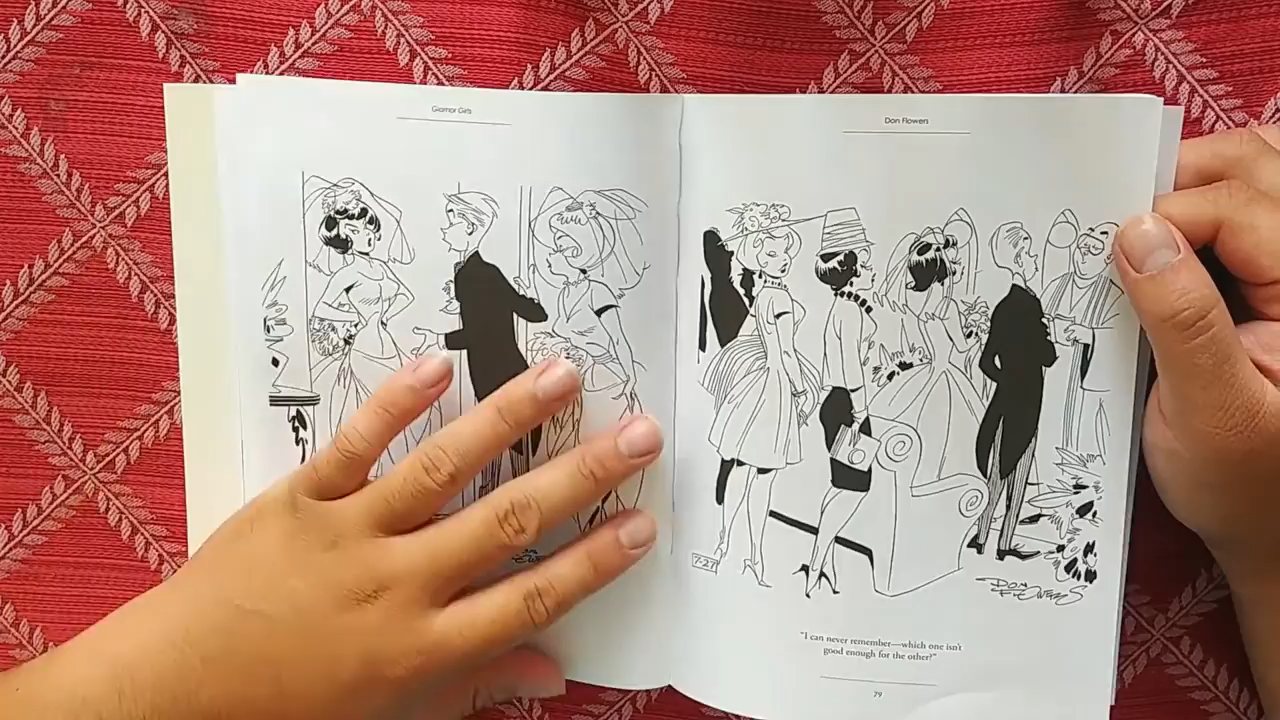 Glamor Girls
Don Flowers
7-27
DON
FLOWERS
"I can never remember—which one isn't
good enough for the other?"
79